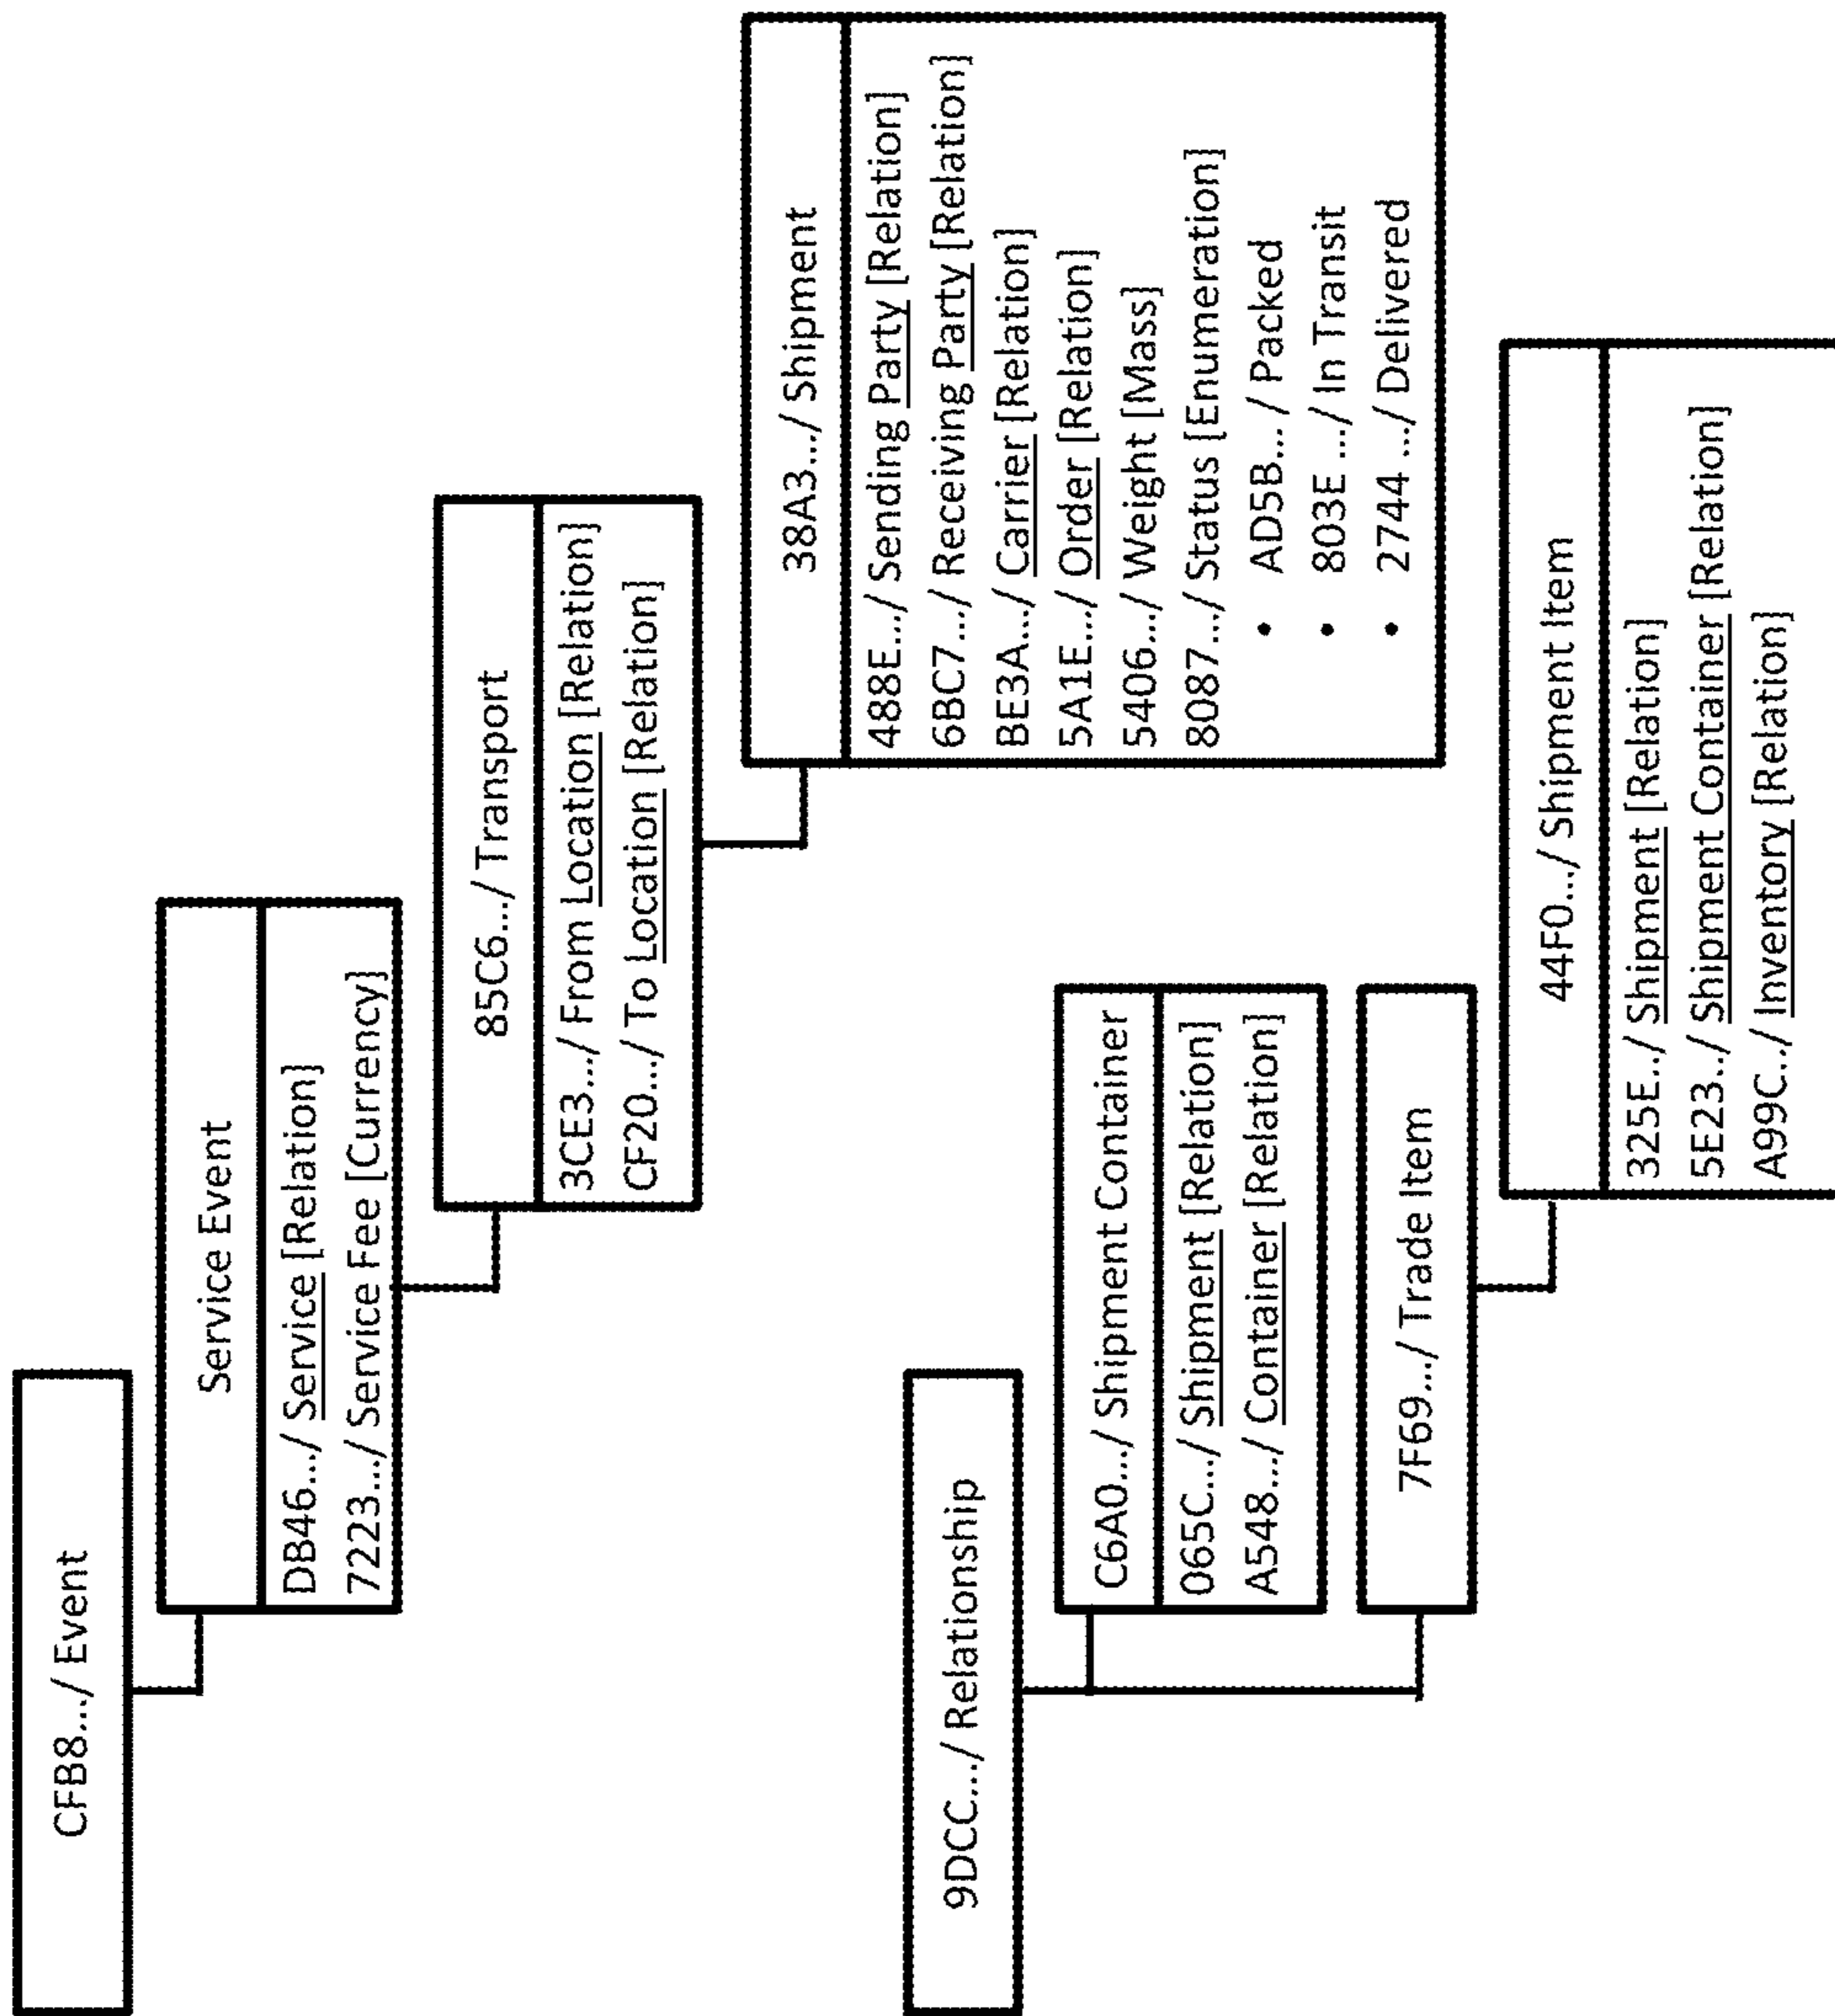 CFB8.../ Event
Service Event
DB46.../ Service [Relation]
7223.../ Service Fee [Currency]
85C6.../ Transport
3CE3.../ From Location [Relation]
CF20.../ To Location [Relation]
38A3.../ Shipment
488E.../ Sending Party [Relation]
6BC7.../ Receiving Party [Relation]
BE3A.../ Carrier [Relation]
5A1E.../ Order [Relation]
5406.../ Weight [Mass]
8087.../ Status [Enumeration]
• AD5B... / Packed
• 803E .../ In Transit
• 2744 .../ Delivered
9DCC.../ Relationship
C6A0.../ Shipment Container
065C.../ Shipment [Relation]
A548.../ Container [Relation]
7F69.../ Trade Item
44F0.../ Shipment Item
325E../ Shipment [Relation]
5E23../ Shipment Container [Relation]
A99C../ Inventory [Relation]